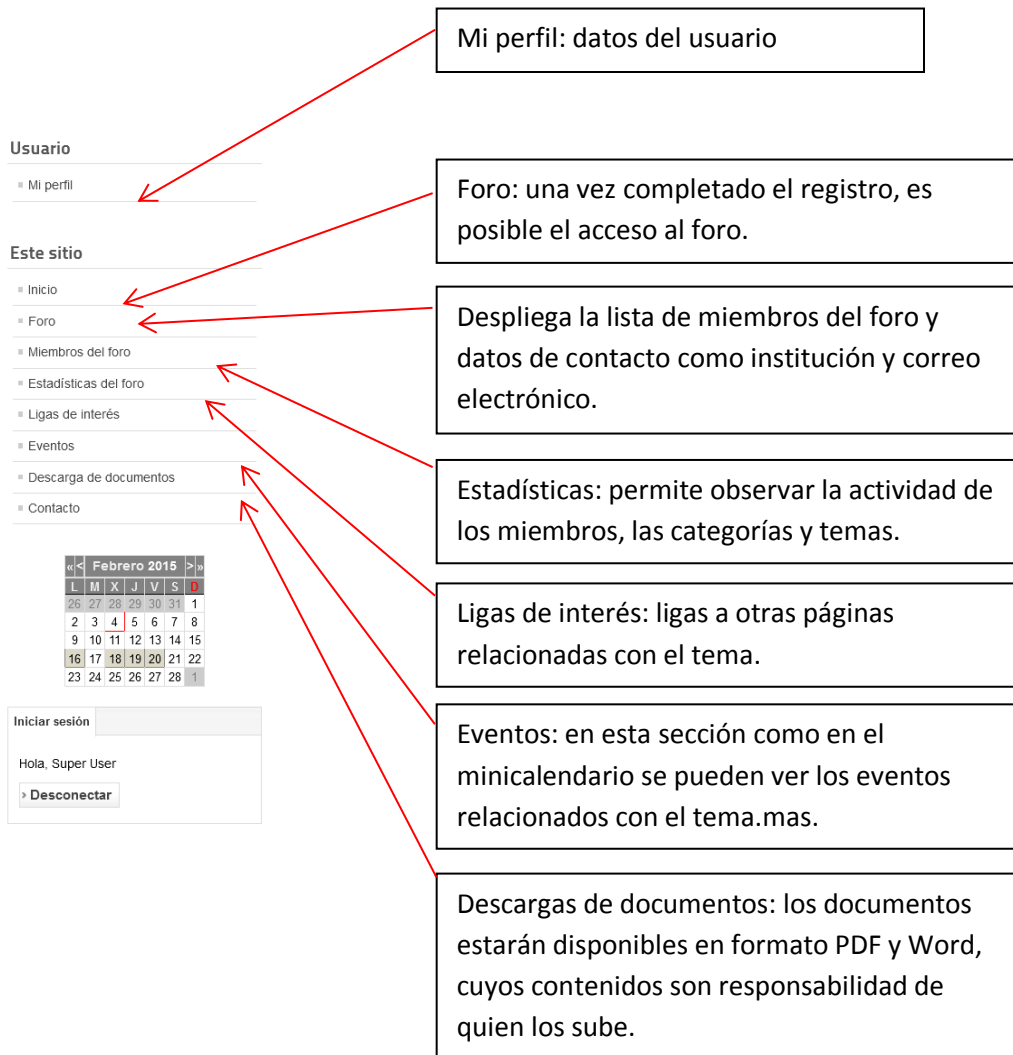 Mi perfil: datos del usuario
Usuario
Mi perfil
Foro: una vez completado el registro, es
posible el acceso al foro.
Este sitio
Inicio
Foro
Miembros del foro
Estadísticas del foro
Ligas de interés
Eventos
Descarga de documentos
Contacto
Despliega la lista de miembros del foro y
datos de contacto como institución y correo
electrónico.
Estadísticas: permite observar la actividad de
los miembros, las categorías y temas.
« < Febrero 2015 > »
L M X J V S D
26 27 28 29 30 31 1
2 3 4 5 6 7 8
9 10 11 12 13 14 15
16 17 18 19 20 21 22
23 24 25 26 27 28 1
Ligas de interés: ligas a otras páginas
relacionadas con el tema.
Iniciar sesión
Hola, Super User
› Desconectar
Eventos: en esta sección como en el
minicalendario se pueden ver los eventos
relacionados con el tema.mas.
Descargas de documentos: los documentos
estarán disponibles en formato PDF y Word,
cuyos contenidos son responsabilidad de
quien los sube.